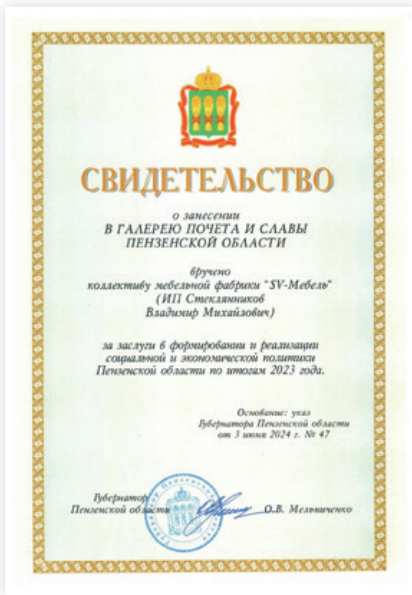 СВИДЕТЕЛЬСТВО
о занесении
В ГАЛЕРЕЮ ПОЧЕТА И СЛАВЫ
ПЕНЗЕНСКОЙ ОБЛАСТИ
вручено
коллективу мебельной фабрики "SV-Мебель"
(ИП Стеклянников
Владимир Михайлович)
за заслуги в формировании и реализации
социальной и экономической политики
Пензенской области по итогам 2023 года.
Основание: указ
Губернатора Пензенской области
от 3 июня 2024 г. № 47
Губернатор
Пензенской области О.В. Мельниченко